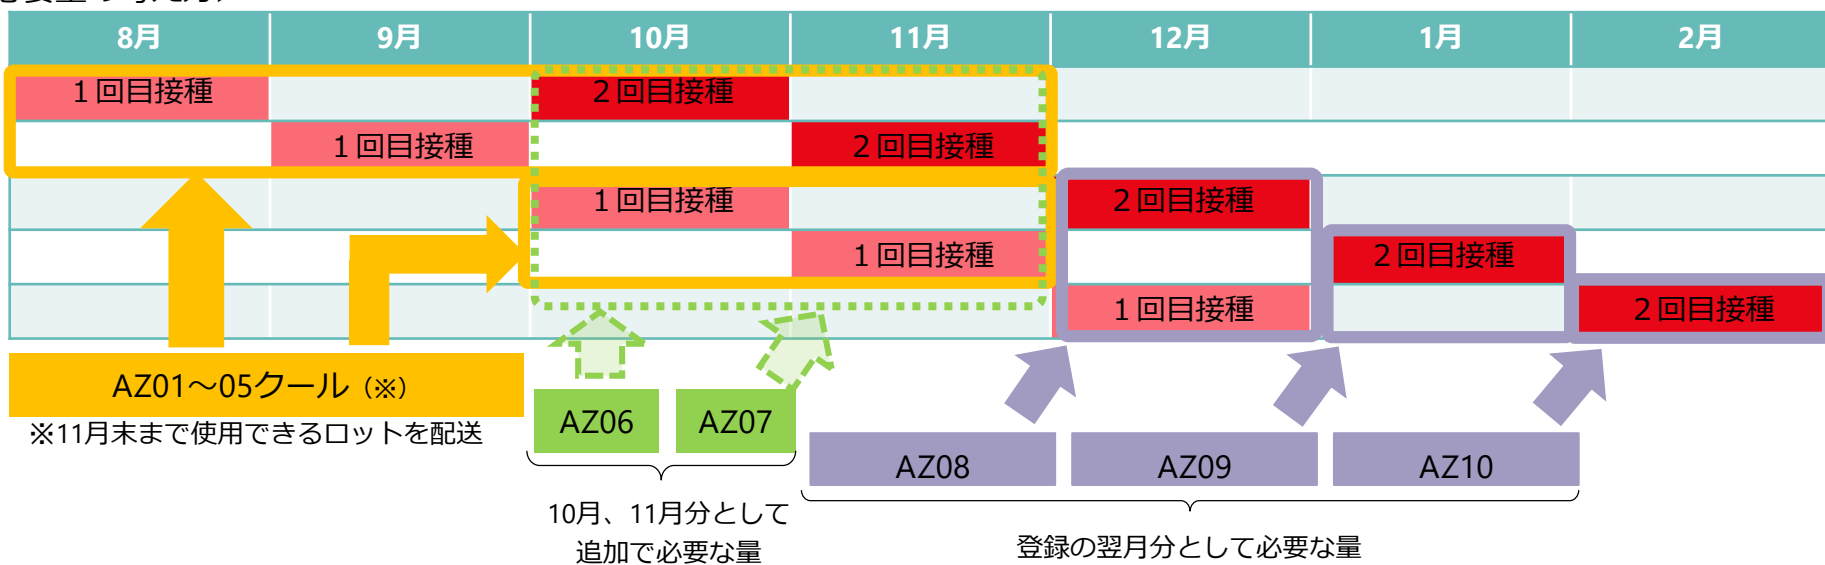 8月 9月 10月 11月 12月 1月 2月
1回目接種 2回目接種
1回目接種 2回目接種
1回目接種 2回目接種
1回目接種 2回目接種
1回目接種 2回目接種
AZ01～05クール（※）
※11月末まで使用できるロットを配送
AZ06 AZ07
AZ08 AZ09 AZ10
10月、11月分として
追加で必要な量
登録の翌月分として必要な量